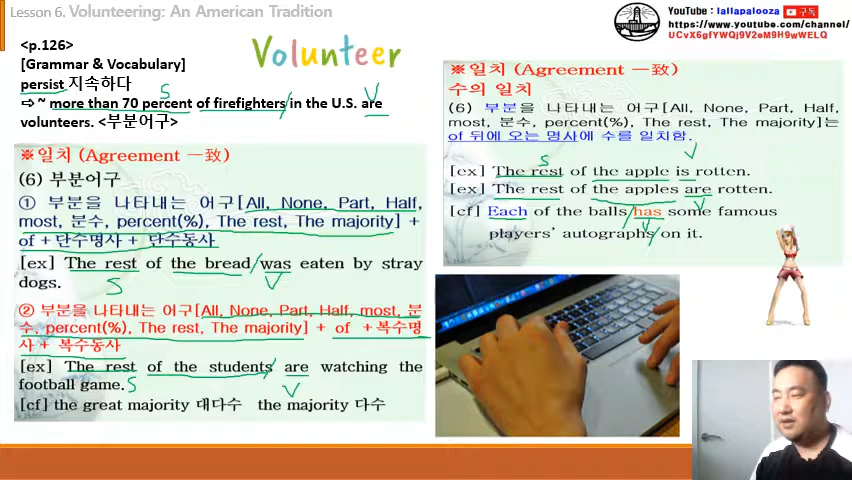 Lesson 6. Volunteering: An American Tradition
<p.126>
[Grammar & Vocabulary]
persist 지속하다
⇨ ~ more than 70 percent of firefighters/in the U.S. are
volunteers. <부분어구>
S
V
Volunteer
YouTube : lallapalooza 구독
https://www.youtube.com/channel/
UCvX6gfYWQj9V2eM9H9wWELQ
※일치 (Agreement 一致)
(6) 부분어구
① 부분을 나타내는 어구[All, None, Part, Half,
most, 분수, percent(%), The rest, The majority] +
of + 단수명사 + 단수동사
[ex] The rest of the bread/was eaten by stray
dogs.
S
V
② 부분을 나타내는 어구[All, None, Part, Half, most, 분
수, percent(%), The rest, The majority] + of +복수명
사+ 복수동사
[ex] The rest of the students/ are watching the
football game.
S
V
[cf] the great majority 대다수 the majority 다수
※일치 (Agreement 一致)
수의 일치
(6) 부분을 나타내는 어구[All, None, Part, Half,
most, 분수, percent(%), The rest, The majority]는
of 뒤에 오는 명사에 수를 일치함.
S
V
[ex] The rest of the apple is rotten.
[ex] The rest of the apples are rotten.
V
[cf] Each of the balls/has some famous
V
players' autographs/on it.